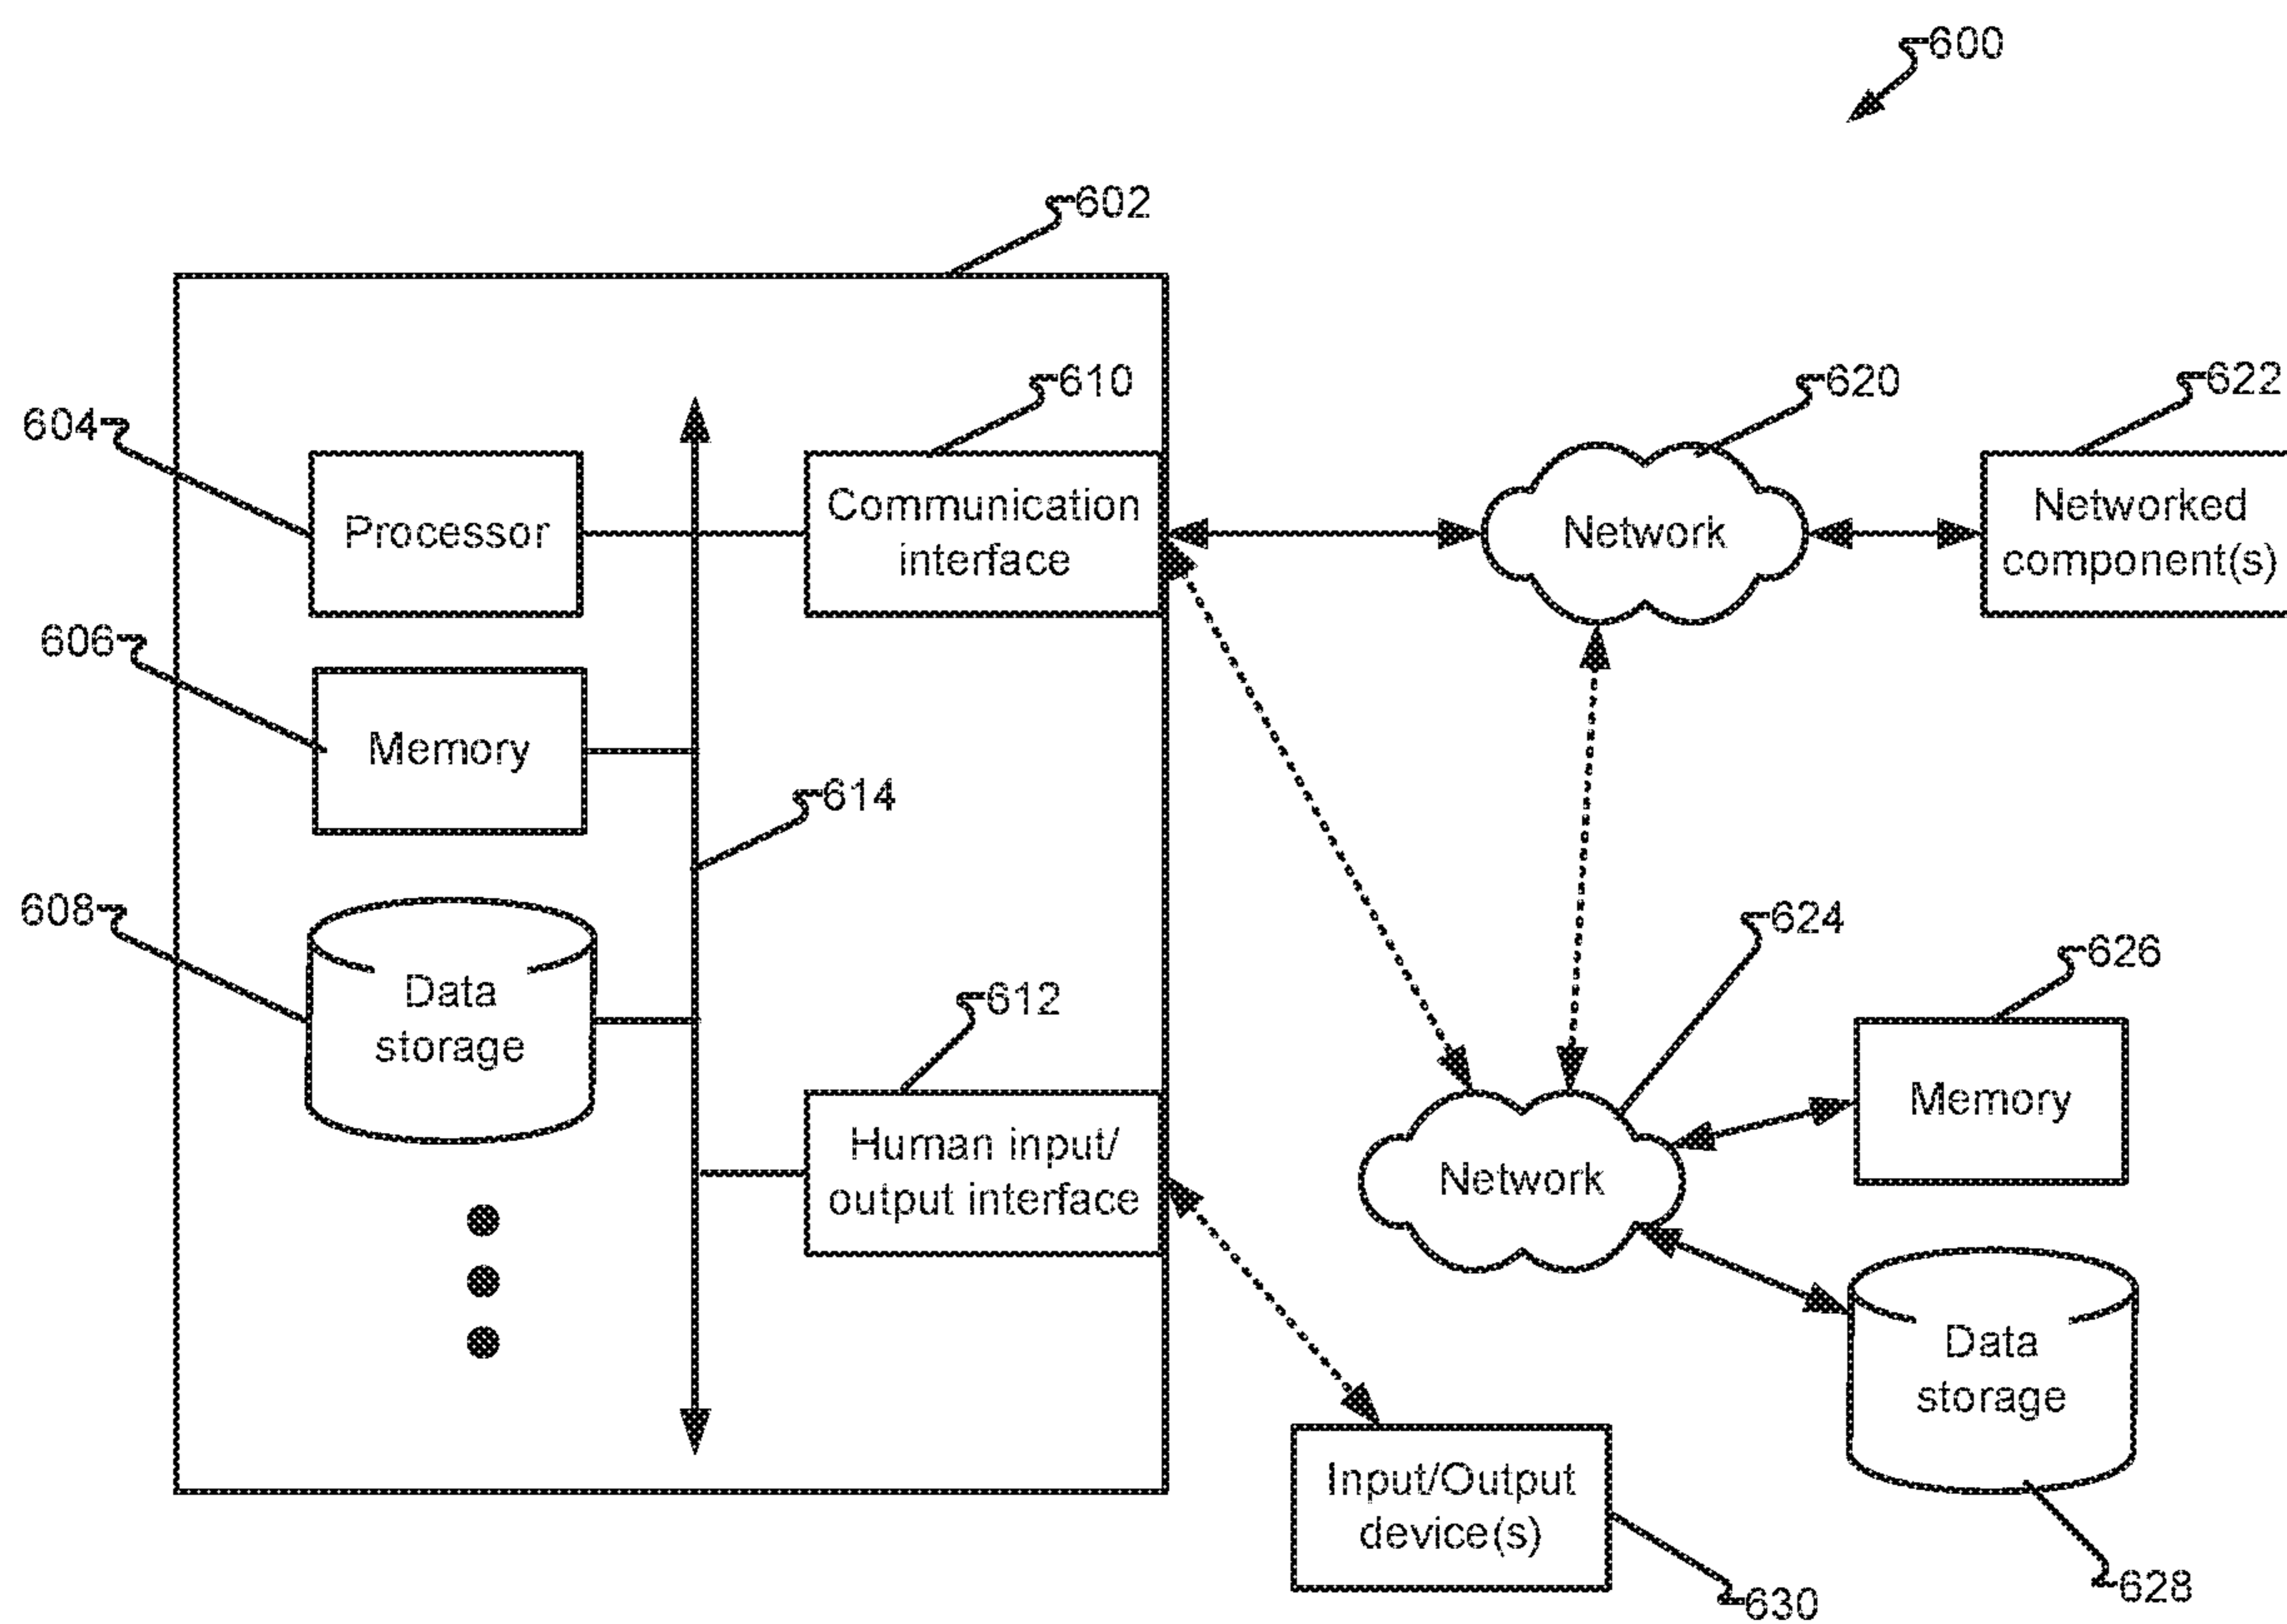 600
602
610
620
622
604
Processor
Communication
interface
Network
Networked
component(s)
606
Memory
614
608
Data
storage
612
624
626
Human input/
output interface
Network
Memory
Data
storage
Input/Output
device(s)
630
628